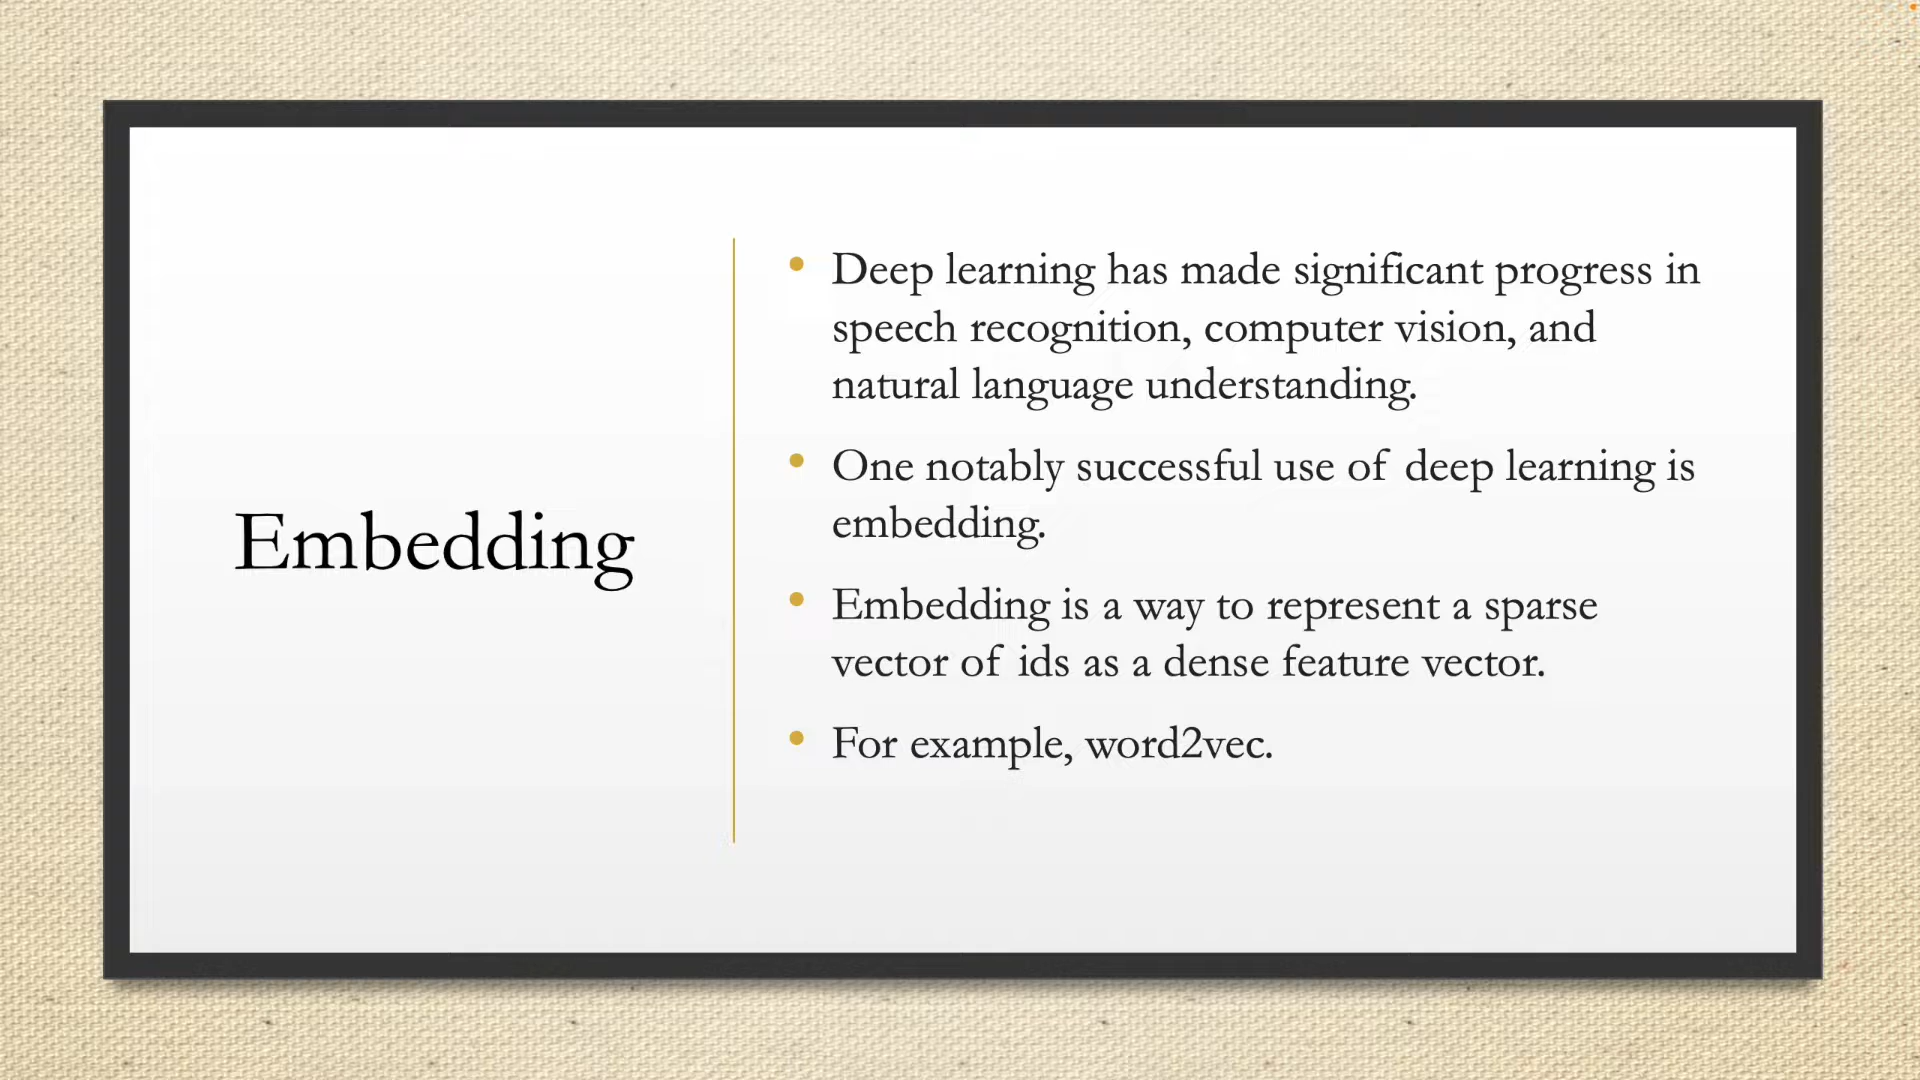 Embedding
• Deep learning has made significant progress in
speech recognition, computer vision, and
natural language understanding.
• One notably successful use of deep learning is
embedding.
• Embedding is a way to represent a sparse
vector of ids as a dense feature vector.
• For example, word2vec.